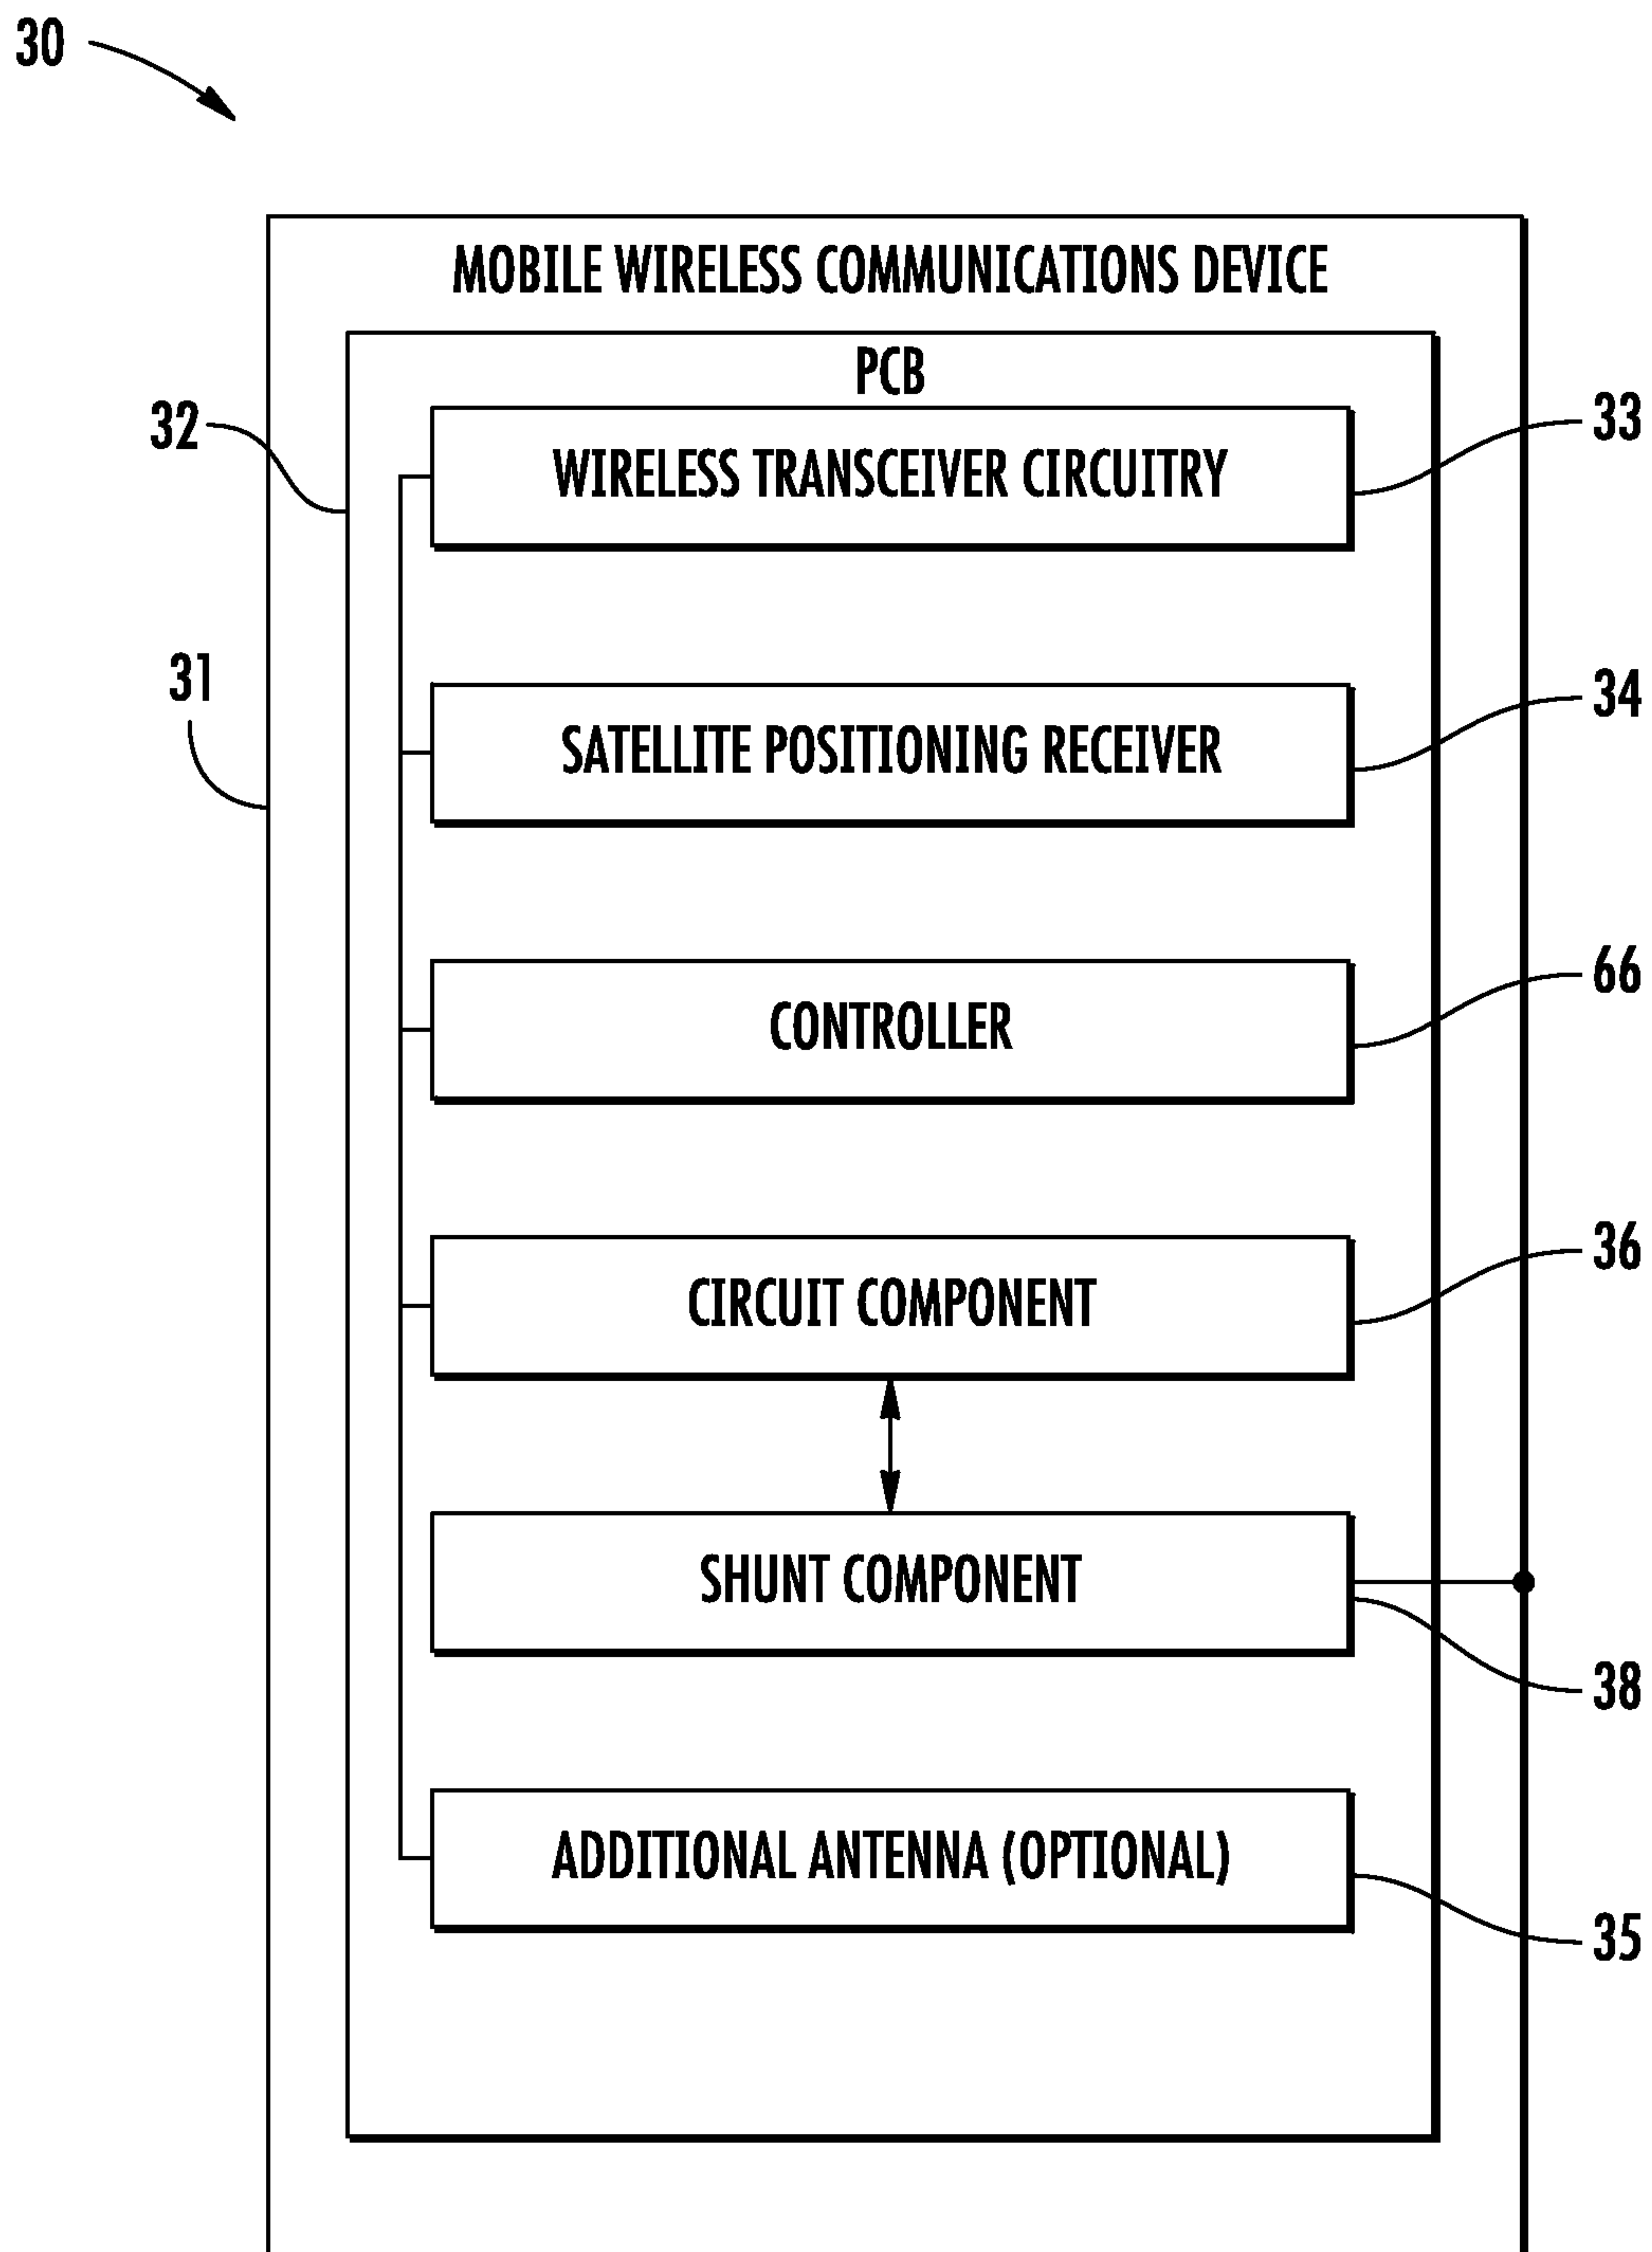 30
MOBILE WIRELESS COMMUNICATIONS DEVICE
PCB
32
33
WIRELESS TRANSCEIVER CIRCUITRY
31
34
SATELLITE POSITIONING RECEIVER
66
CONTROLLER
36
CIRCUIT COMPONENT
SHUNT COMPONENT
38
ADDITIONAL ANTENNA (OPTIONAL)
35